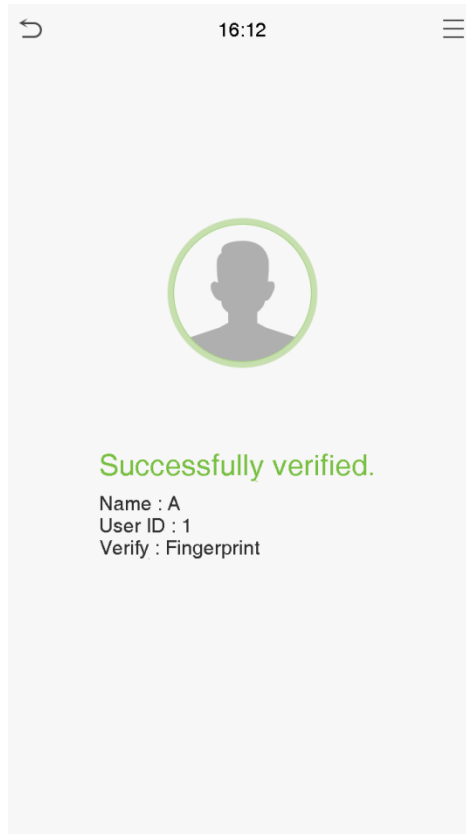 16:12
Successfully verified.
Name : A
User ID : 1
Verify : Fingerprint